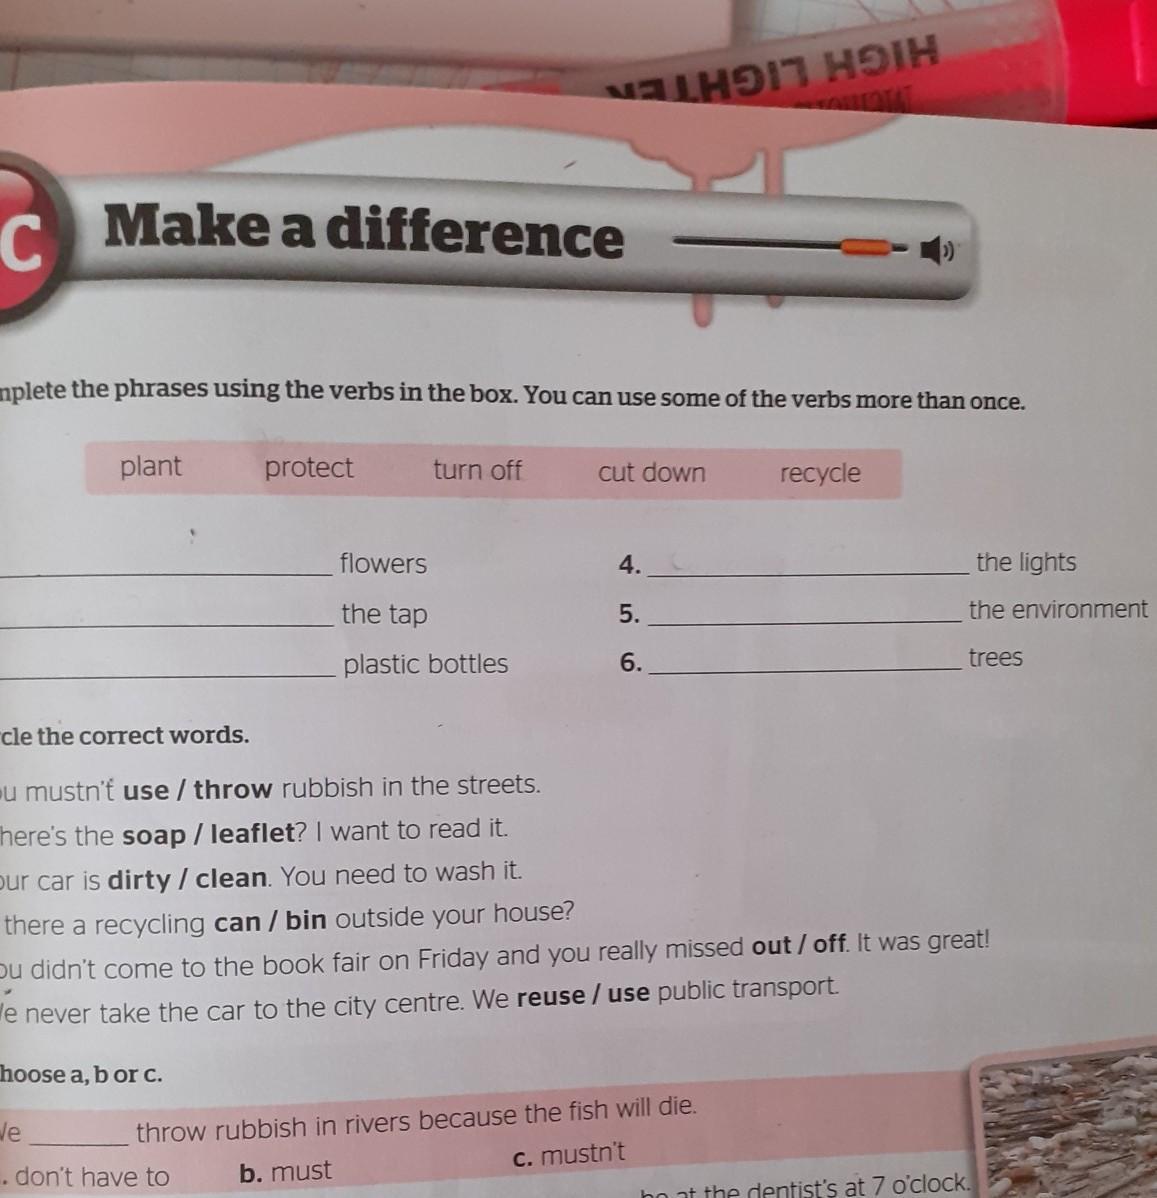 HIGH LIGHTER
C
Make a difference
the phrases using the verbs in the box. You can use some of the verbs more than once.
plant protect turn off cut down recycle
flowers
the tap
plastic bottles
4. the lights
5. the environment
6. trees
the correct words.
mustn't use / throw rubbish in the streets.
the soap / leaflet? I want to read it.
car is dirty / clean. You need to wash it.
there a recycling can / bin outside your house?
didn't come to the book fair on Friday and you really missed out / off. It was great!
never take the car to the city centre. We reuse / use public transport.
a, b or c.
throw rubbish in rivers because the fish will die.
don't have to b. must c. mustn't
at the dentist's at 7 o'clock.